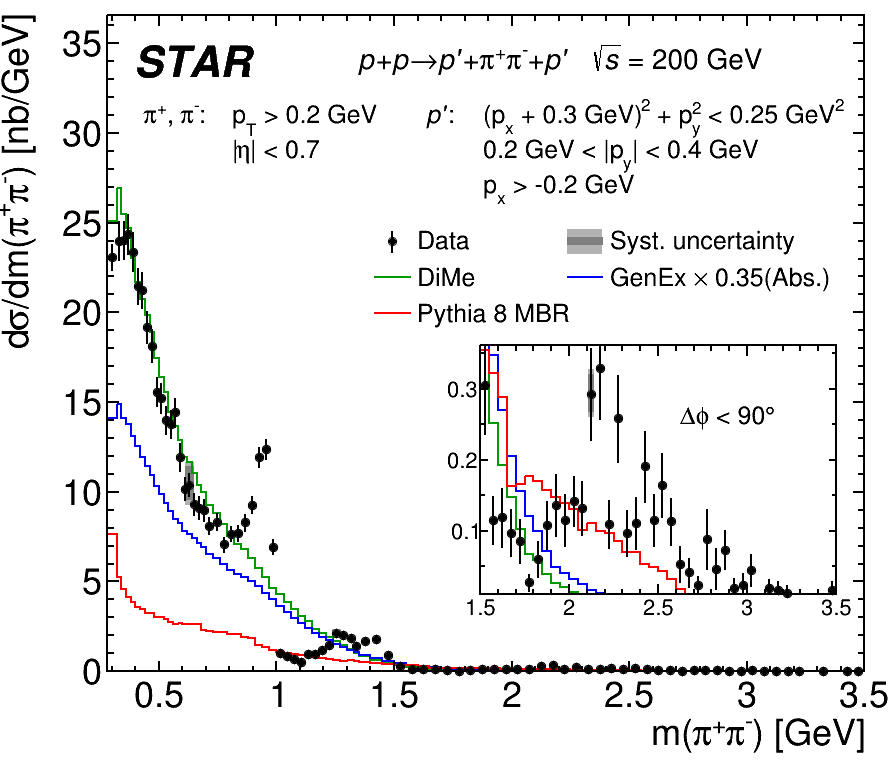 STAR
p+p→p′+π⁺π⁻+p′ √s = 200 GeV
π⁺, π⁻: p_T > 0.2 GeV
|η| < 0.7
p′: (p_x + 0.3 GeV)² + p_y² < 0.25 GeV²
0.2 GeV < |p_y| < 0.4 GeV
p_x > -0.2 GeV
Data
Syst. uncertainty
DiMe
GenEx × 0.35(Abs.)
Pythia 8 MBR
Δϕ < 90°
0.3
0.2
0.1
1.5 2 2.5 3 3.5
dσ/dm(π⁺π⁻) [nb/GeV]
35
30
25
20
15
10
5
0
0.5 1 1.5 2 2.5 3 3.5
m(π⁺π⁻) [GeV]